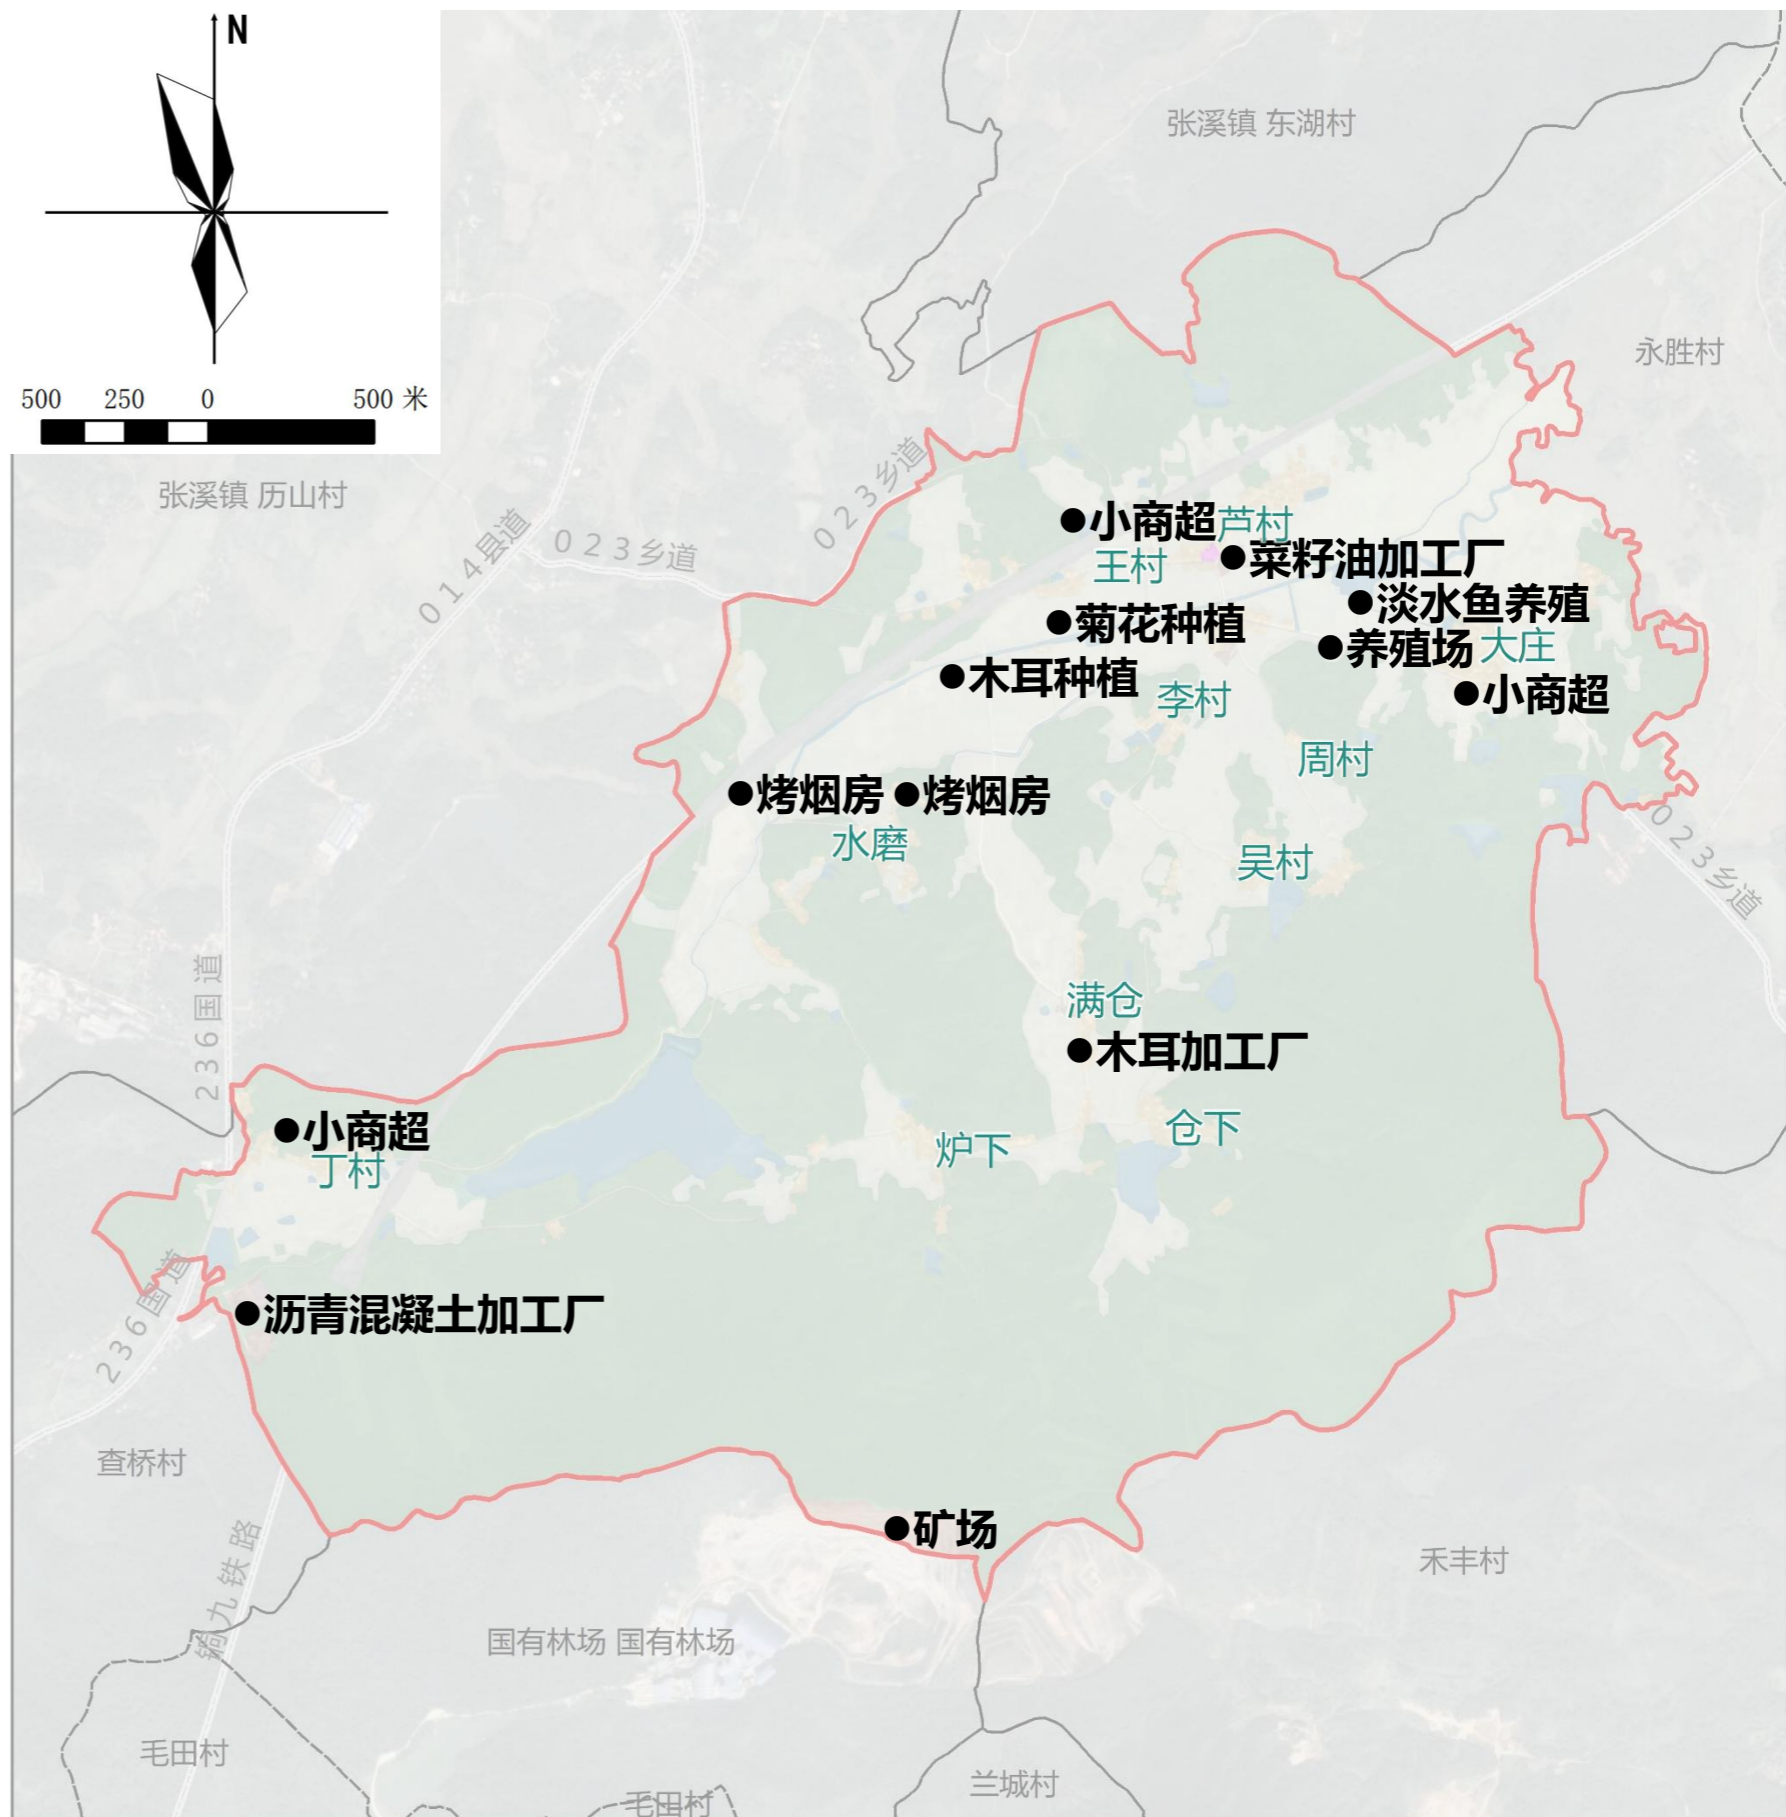 N
500 250 0 500 米
张溪镇 东湖村
永胜村
张溪镇 历山村
014县道
023乡道
023乡道
●小商超
芦村
王村
●菜籽油加工厂
●淡水鱼养殖
●菊花种植
●养殖场
大庄
●木耳种植
●小商超
李村
周村
●烤烟房
●烤烟房
023乡道
水磨
吴村
236国道
满仓
●木耳加工厂
●小商超
丁村
炉下
仓下
236国道
●沥青混凝土加工厂
查桥村
●矿场
禾丰村
铜九铁路
国有林场 国有林场
毛田村
毛田村
兰城村